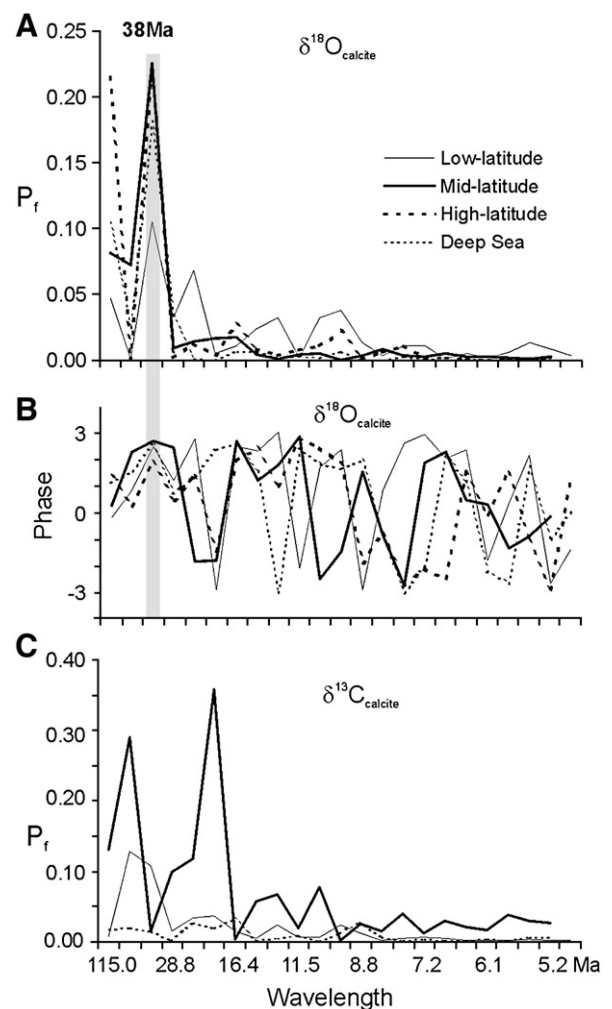 A
38Ma
δ18Ocalcite
0.25
0.20
0.15
0.10
0.05
0.00
Pf
Low-latitude
Mid-latitude
High-latitude
Deep Sea
B
δ18Ocalcite
3
0
-3
Phase
C
δ13Ccalcite
0.40
0.30
0.20
0.10
0.00
Pf
115.0 28.8 16.4 11.5 8.8 7.2 6.1 5.2 Ma
Wavelength